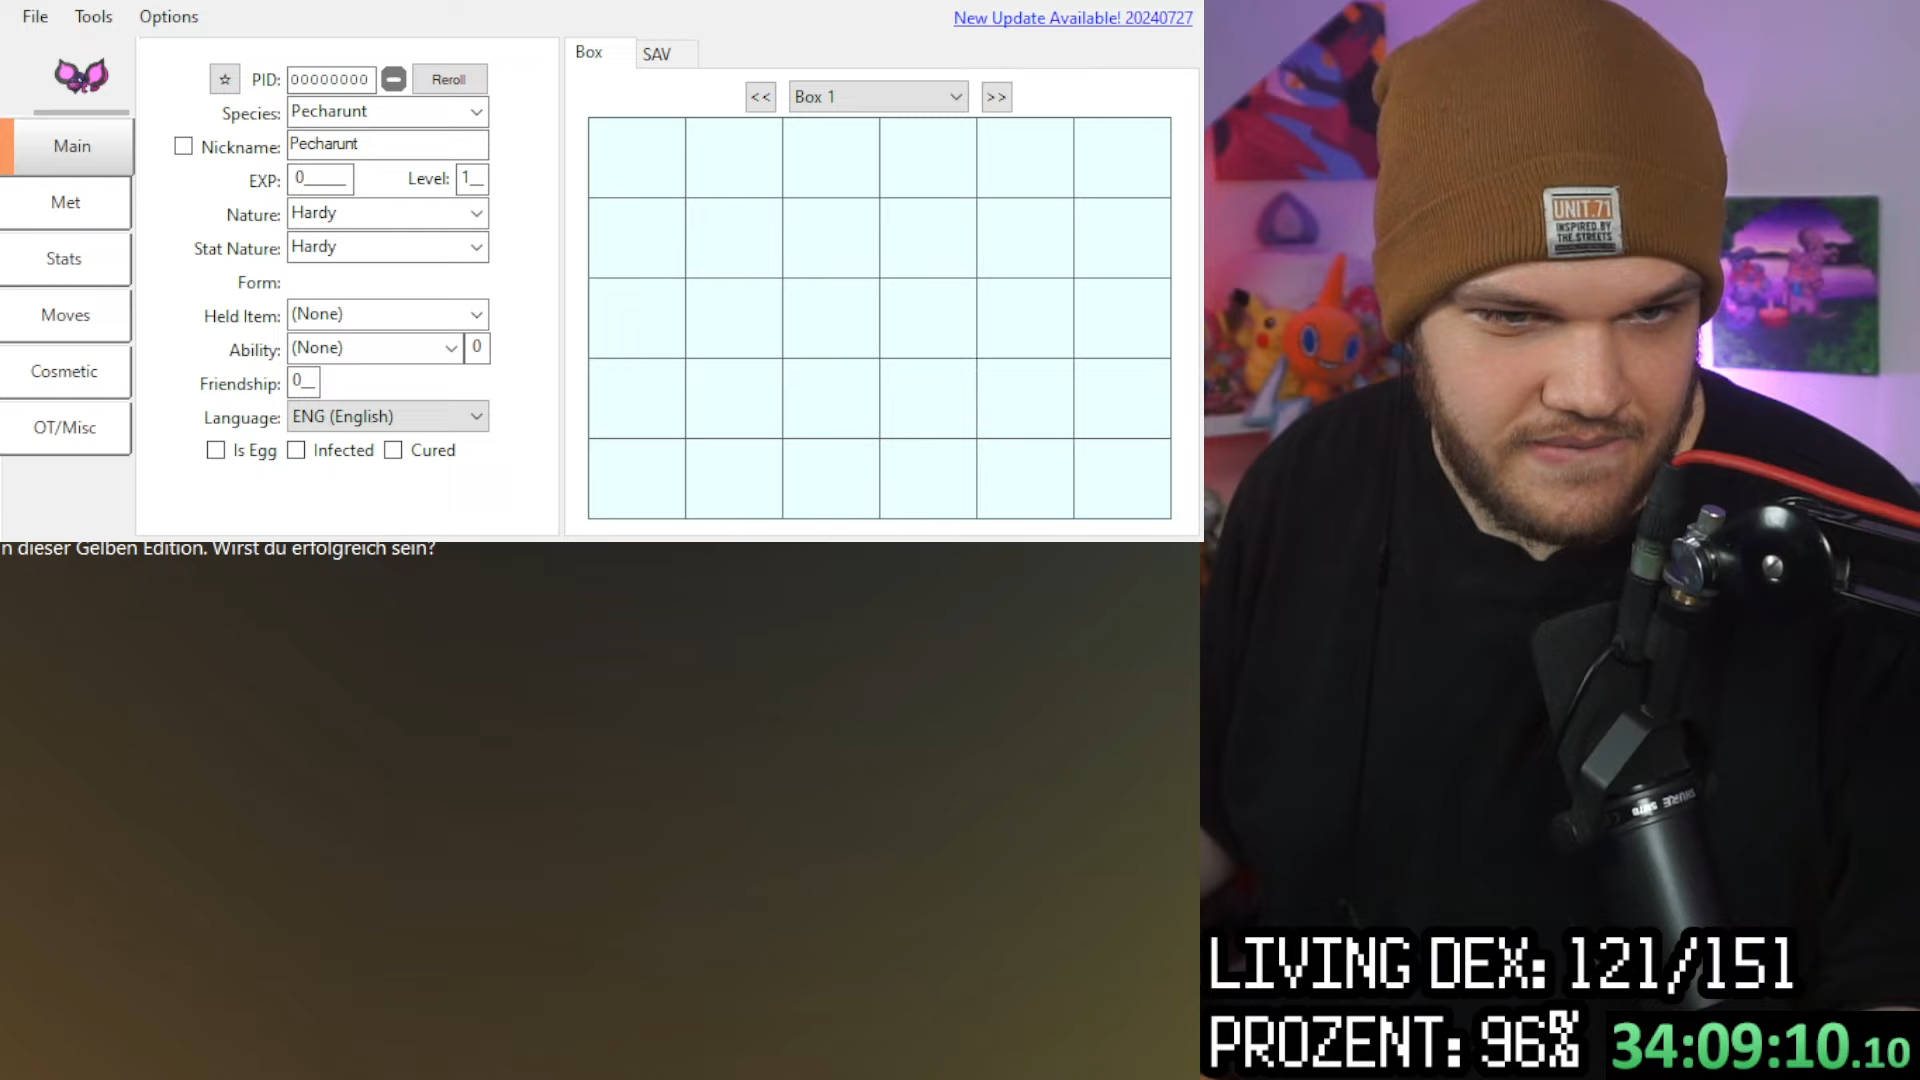 File Tools Options
New Update Available! 20240727
PID: 00000000 Reroll
Species: Pecharunt
Nickname: Pecharunt
EXP: 0 Level: 1
Nature: Hardy
Stat Nature: Hardy
Form:
Held Item: (None)
Ability: (None) 0
Friendship: 0
Language: ENG (English)
Is Egg Infected Cured
Main
Met
Stats
Moves
Cosmetic
OT/Misc
Box SAV
<< Box 1 >>
n dieser Gelben Edition. Wirst du erfolgreich sein?
UNIT.71
INSPIRED BY
THE STREETS
SHURE SM7B
LIVING DEX: 121/151
PROZENT: 96% 34:09:10.10